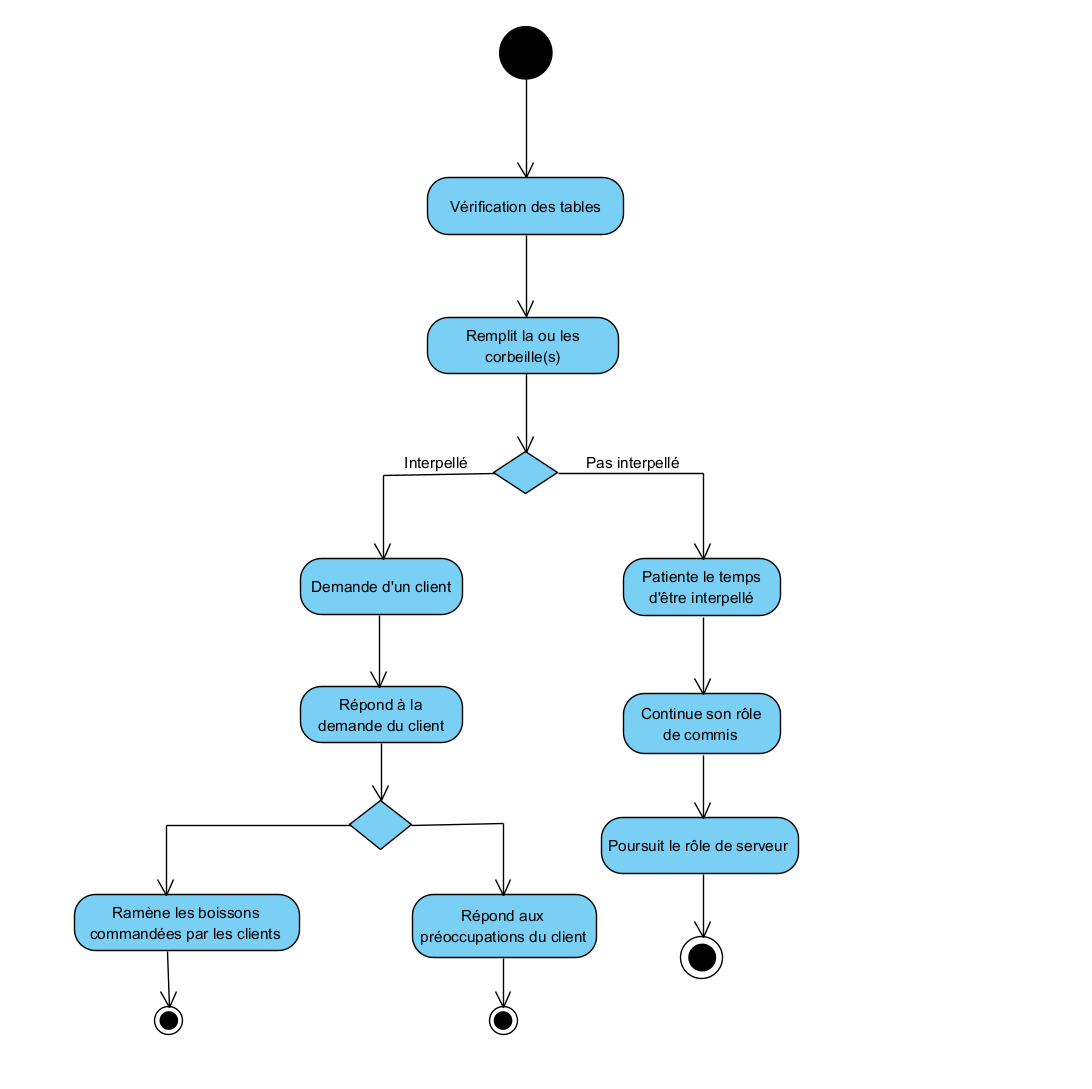 Vérification des tables
Remplit la ou les
corbeille(s)
Interpellé
Pas interpellé
Demande d'un client
Patiente le temps
d'être interpellé
Répond à la
demande du client
Continue son rôle
de commis
Poursuit le rôle de serveur
Ramène les boissons
commandées par les clients
Répond aux
préoccupations du client